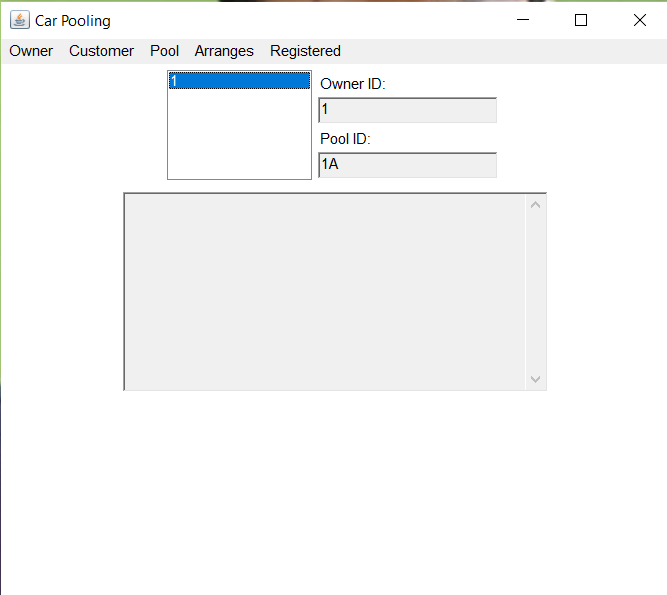 Car Pooling
Owner Customer Pool Arranges Registered
1
Owner ID:
1
Pool ID:
1A